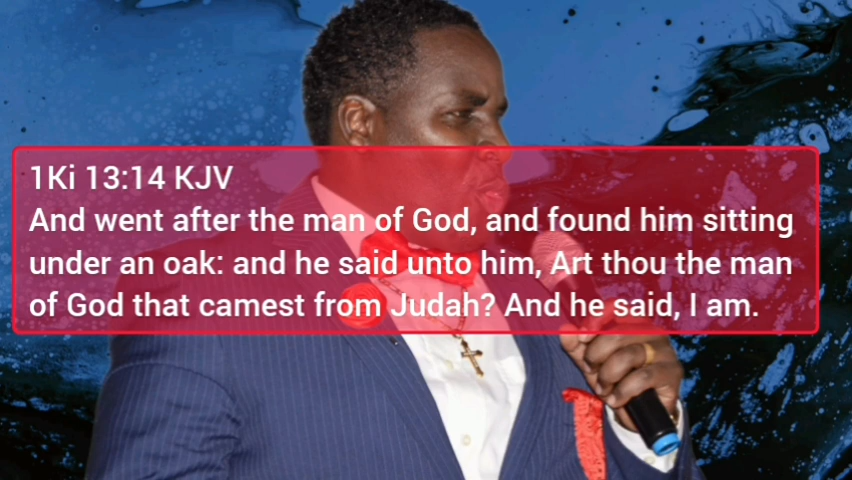 1Ki 13:14 KJV
And went after the man of God, and found him sitting
under an oak: and he said unto him, Art thou the man
of God that camest from Judah? And he said, I am.